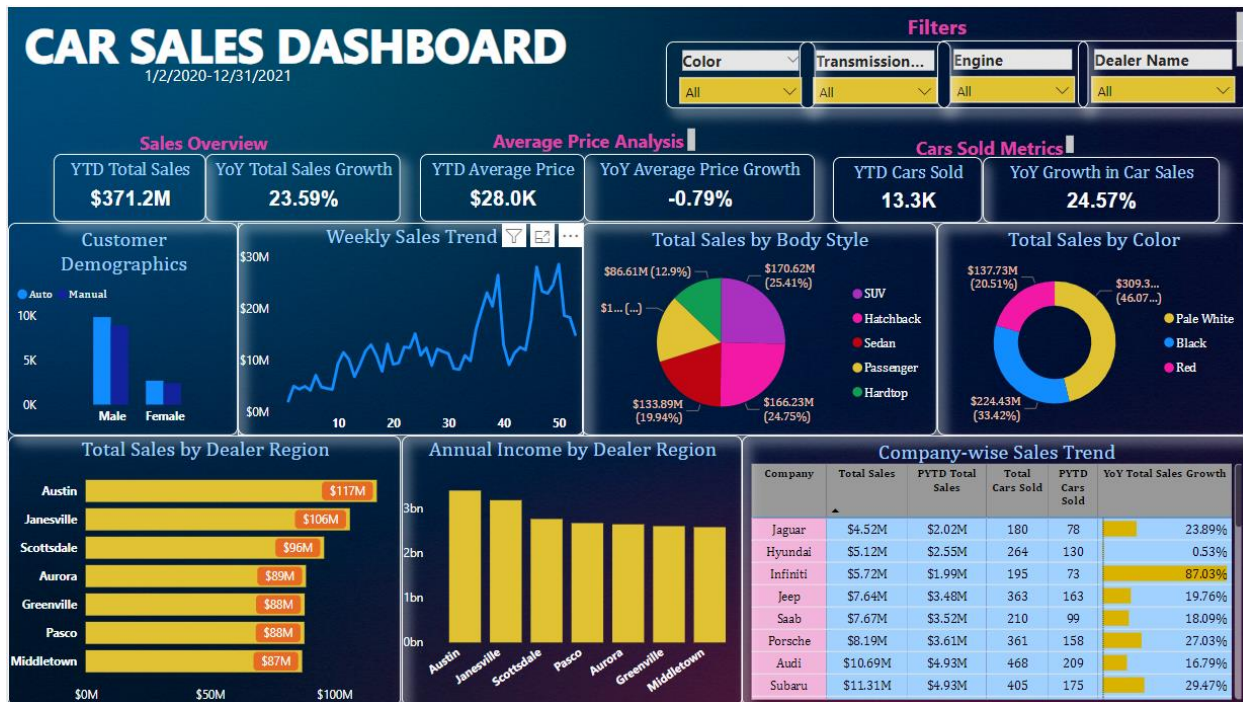 CAR SALES DASHBOARD
1/2/2020-12/31/2021
Filters
Color
All
Transmission...
All
Engine
All
Dealer Name
All
Sales Overview
YTD Total Sales
$371.2M
YoY Total Sales Growth
23.59%
Average Price Analysis
YTD Average Price
$28.0K
YoY Average Price Growth
-0.79%
Cars Sold Metrics
YTD Cars Sold
13.3K
YoY Growth in Car Sales
24.57%
Customer
Demographics
Auto Manual
10K
5K
0K
Male Female
Weekly Sales Trend
$30M
$20M
$10M
$0M
10 20 30 40 50
Total Sales by Body Style
$86.61M (12.9%)
$170.62M
(25.41%)
$1... (...)
$133.89M
(19.94%)
$166.23M
(24.75%)
SUV
Hatchback
Sedan
Passenger
Hardtop
Total Sales by Color
$137.73M
(20.51%)
$309.3...
(46.07...)
$224.43M
(33.42%)
Pale White
Black
Red
Total Sales by Dealer Region
Austin $117M
Janesville $106M
Scottsdale $96M
Aurora $89M
Greenville $88M
Pasco $88M
Middletown $87M
$0M $50M $100M
Annual Income by Dealer Region
3bn
2bn
1bn
0bn
Austin Janesville Scottsdale Pasco Aurora Greenville Middletown
Company-wise Sales Trend
Company Total Sales PYTD Total Sales Total Cars Sold PYTD Cars Sold YoY Total Sales Growth
Jaguar $4.52M $2.02M 180 78 23.89%
Hyundai $5.12M $2.55M 264 130 0.53%
Infiniti $5.72M $1.99M 195 73 87.03%
Jeep $7.64M $3.48M 363 163 19.76%
Saab $7.67M $3.52M 210 99 18.09%
Porsche $8.19M $3.61M 361 158 27.03%
Audi $10.69M $4.93M 468 209 16.79%
Subaru $11.31M $4.93M 405 175 29.47%